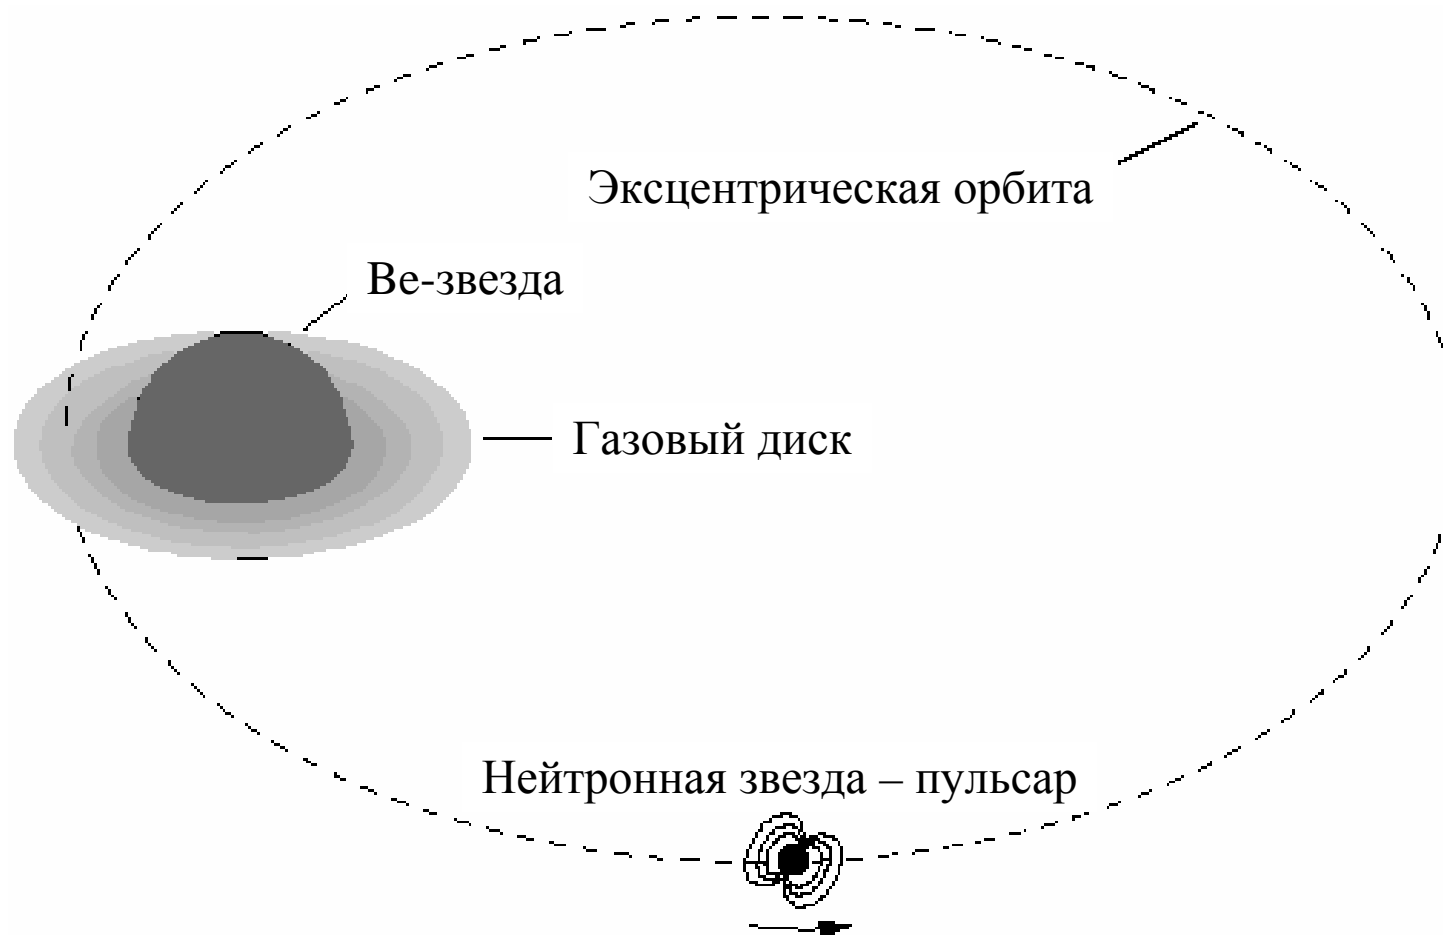 Эксцентрическая орбита
Ве-звезда
Газовый диск
Нейтронная звезда – пульсар